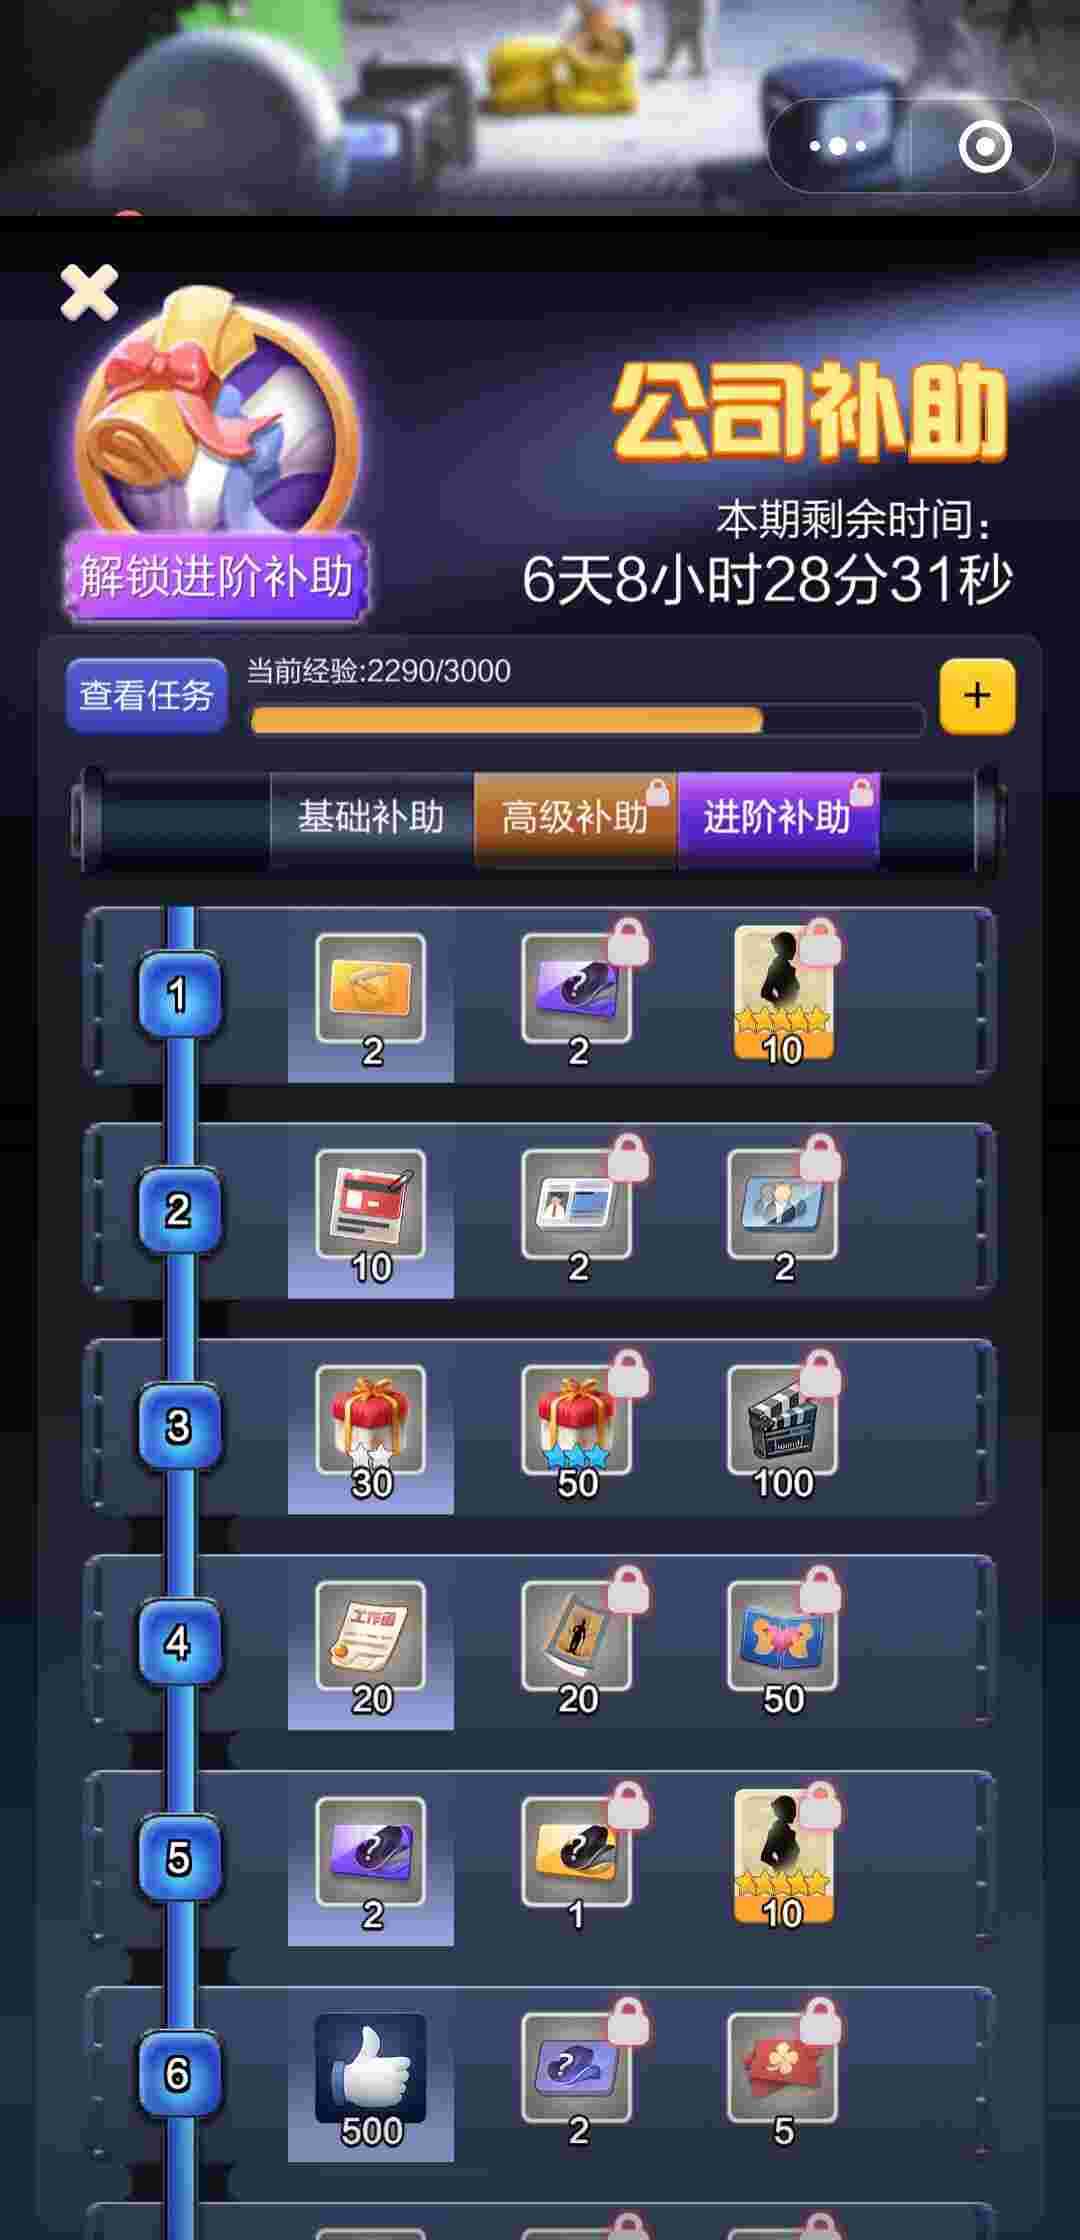 公司补助
本期剩余时间:
6天8小时28分31秒
解锁进阶补助
查看任务
当前经验:2290/3000
+
基础补助 高级补助 进阶补助
1
2 ? 2 10
2
10 2 2
3
30 50 100
4
工作
20 20 50
5
? 2 ? 1 10
6
500 ? 2 5